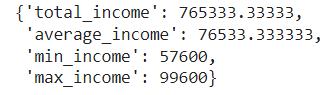 {'total_income': 765333.33333,
'average_income': 76533.333333,
'min_income': 57600,
'max_income': 99600}